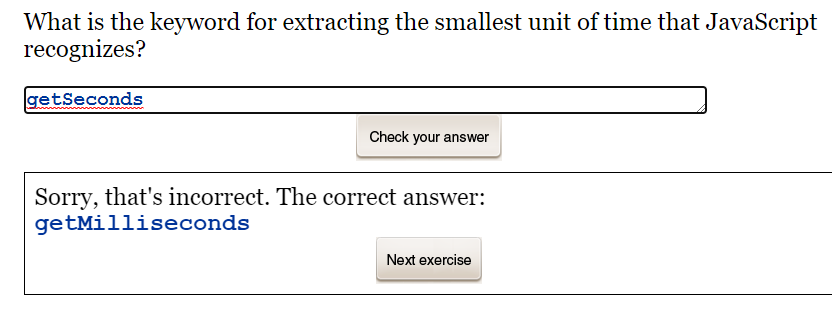 What is the keyword for extracting the smallest unit of time that JavaScript
recognizes?
getSeconds
Check your answer
Sorry, that's incorrect. The correct answer:
getMilliseconds
Next exercise